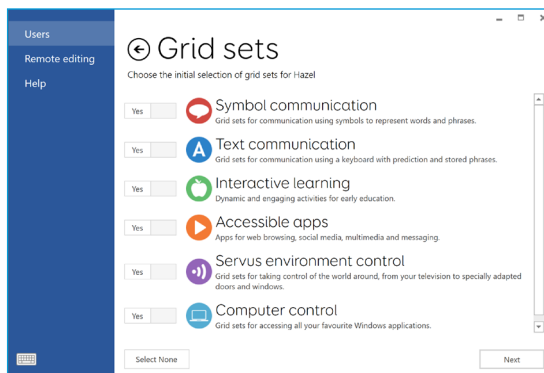 Users
Remote editing
Help
Grid sets
Choose the initial selection of grid sets for Hazel
Yes
Symbol communication
Grid sets for communication using symbols to represent words and phrases.
Yes
A
Text communication
Grid sets for communication using a keyboard with prediction and stored phrases.
Yes
Interactive learning
Dynamic and engaging activities for early education.
Yes
Accessible apps
Apps for web browsing, social media, multimedia and messaging.
Yes
Servus environment control
Grid sets for taking control of the world around, from your television to specially adapted
doors and windows.
Yes
Computer control
Grid sets for accessing all your favourite Windows applications.
Select None
Next